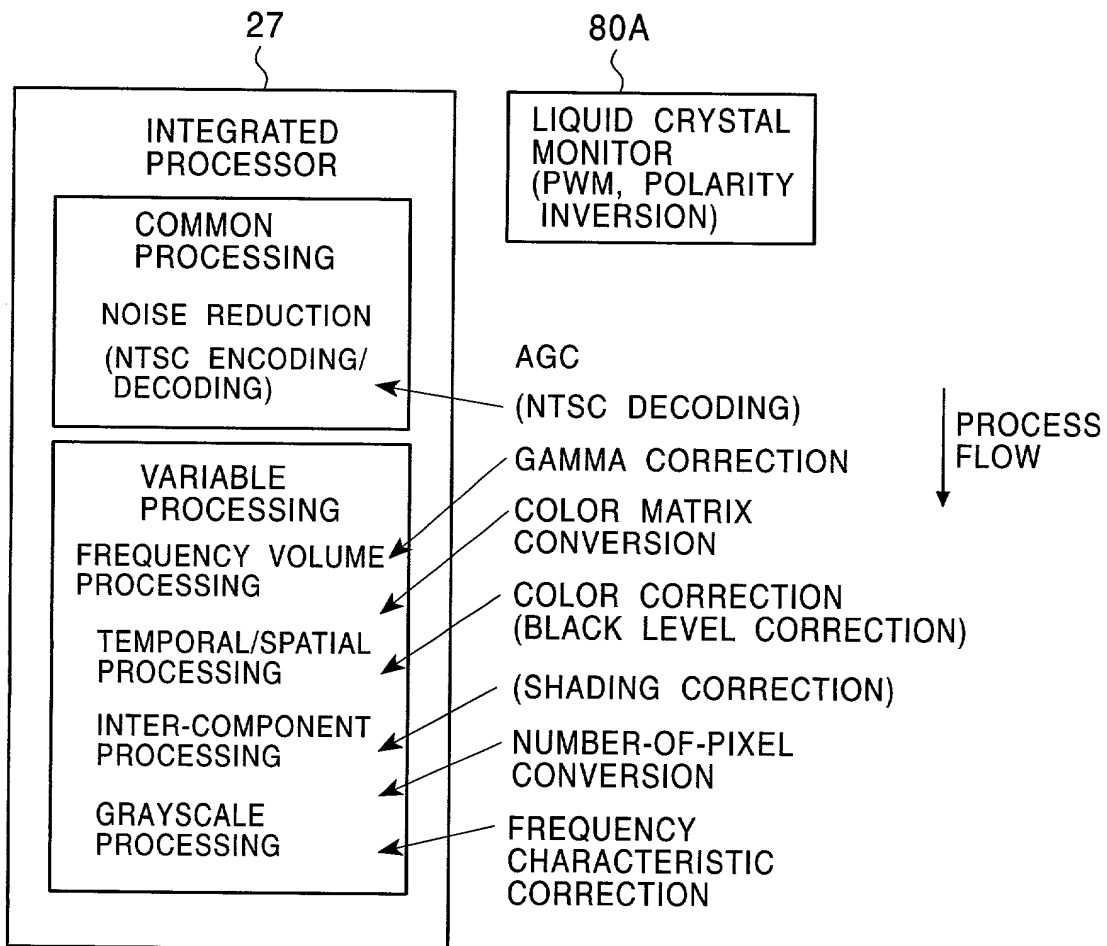 27
80A
INTEGRATED
PROCESSOR
COMMON
PROCESSING
NOISE REDUCTION
(NTSC ENCODING/
DECODING)
VARIABLE
PROCESSING
FREQUENCY VOLUME
PROCESSING
TEMPORAL/SPATIAL
PROCESSING
INTER-COMPONENT
PROCESSING
GRAYSCALE
PROCESSING
LIQUID CRYSTAL
MONITOR
(PWM, POLARITY
INVERSION)
AGC
(NTSC DECODING)
GAMMA CORRECTION
COLOR MATRIX
CONVERSION
COLOR CORRECTION
(BLACK LEVEL CORRECTION)
(SHADING CORRECTION)
NUMBER-OF-PIXEL
CONVERSION
FREQUENCY
CHARACTERISTIC
CORRECTION
PROCESS
FLOW